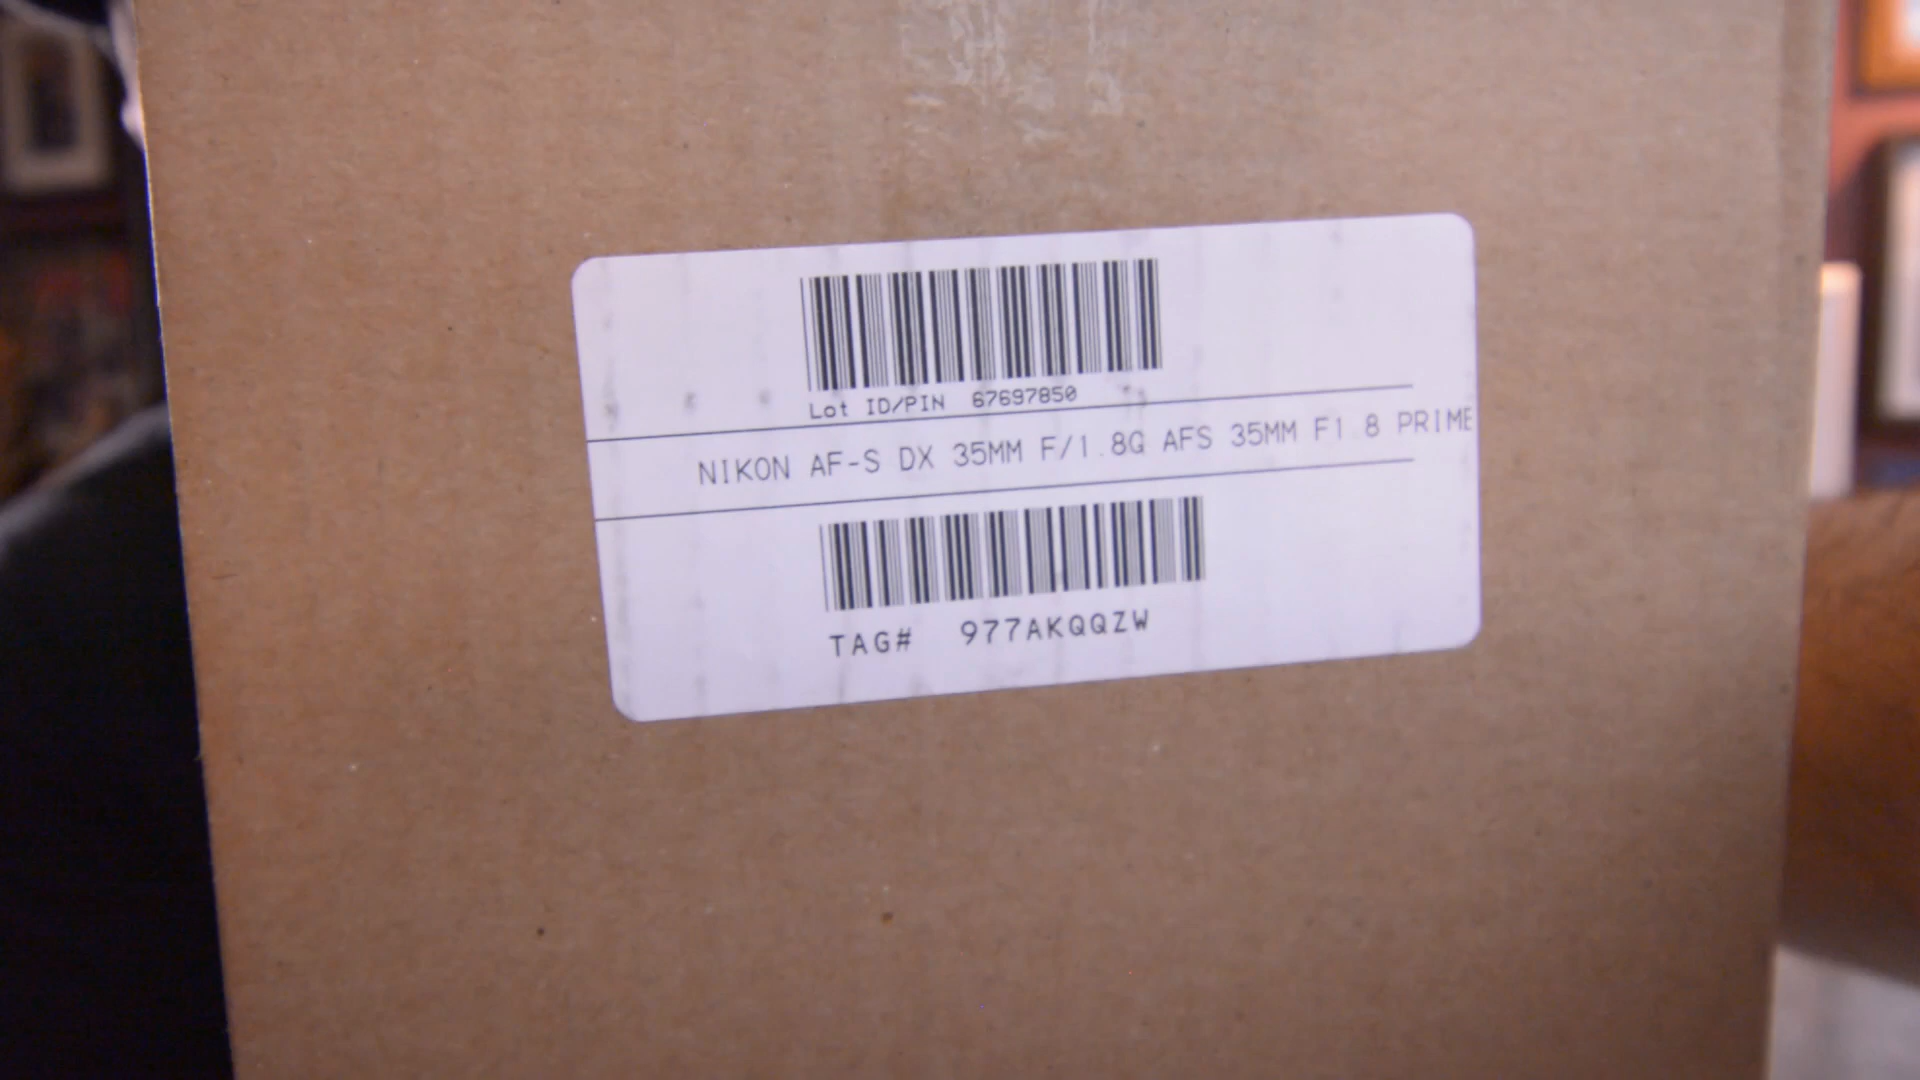 Lot ID/PIN 67697850
NIKON AF-S DX 35MM F/1.8G AFS 35MM F1.8 PRIME
TAG# 977AKQQZW